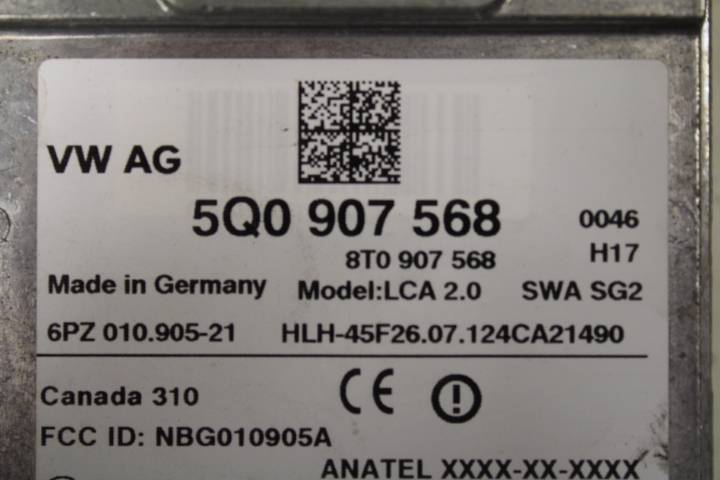 VW AG
5Q0 907 568 0046
8T0 907 568 H17
Made in Germany Model:LCA 2.0 SWA SG2
6PZ 010.905-21 HLH-45F26.07.124CA21490
Canada 310 CE
FCC ID: NBG010905A
ANATEL XXXX-XX-XXXX